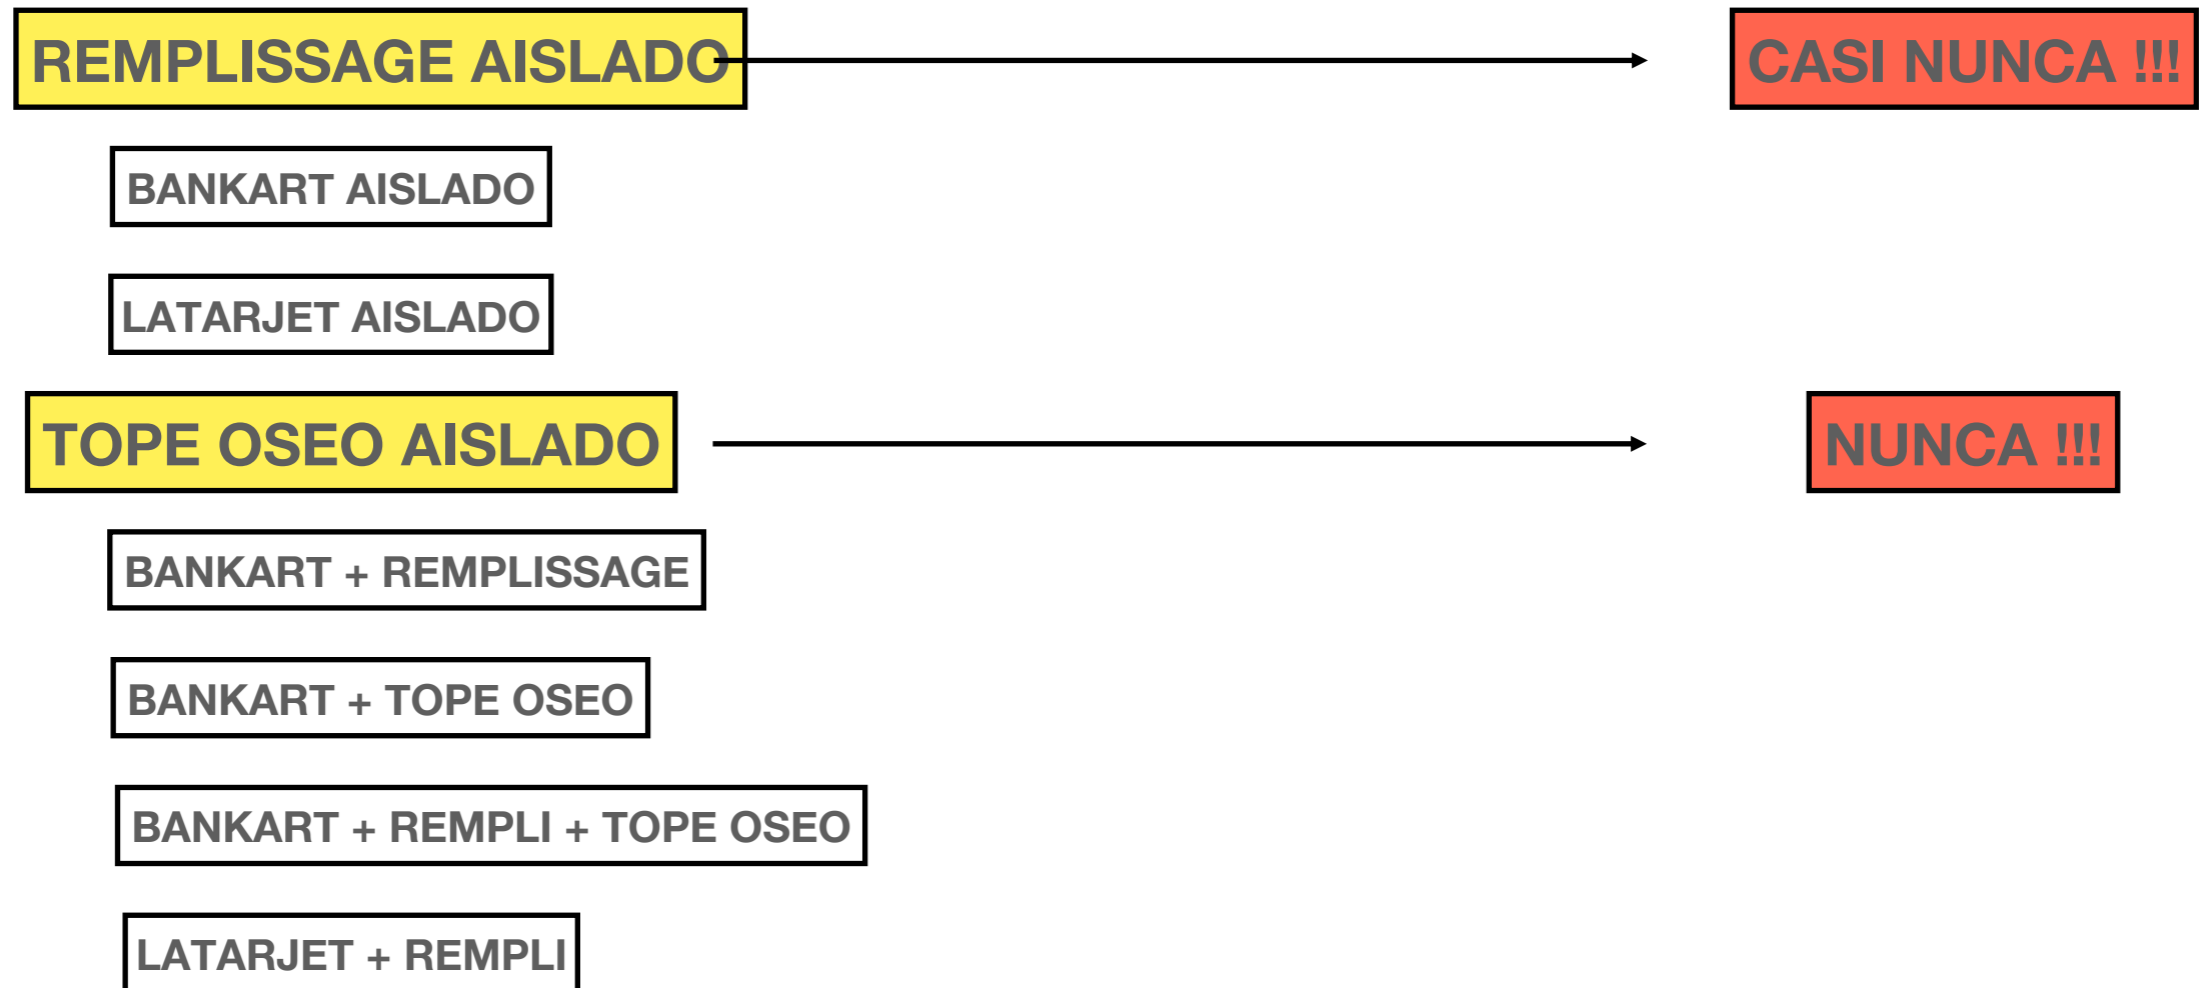 REMPLISSAGE AISLADO
CASI NUNCA !!!
BANKART AISLADO
LATARJET AISLADO
TOPE OSEO AISLADO
NUNCA !!!
BANKART + REMPLISSAGE
BANKART + TOPE OSEO
BANKART + REMPLI + TOPE OSEO
LATARJET + REMPLI